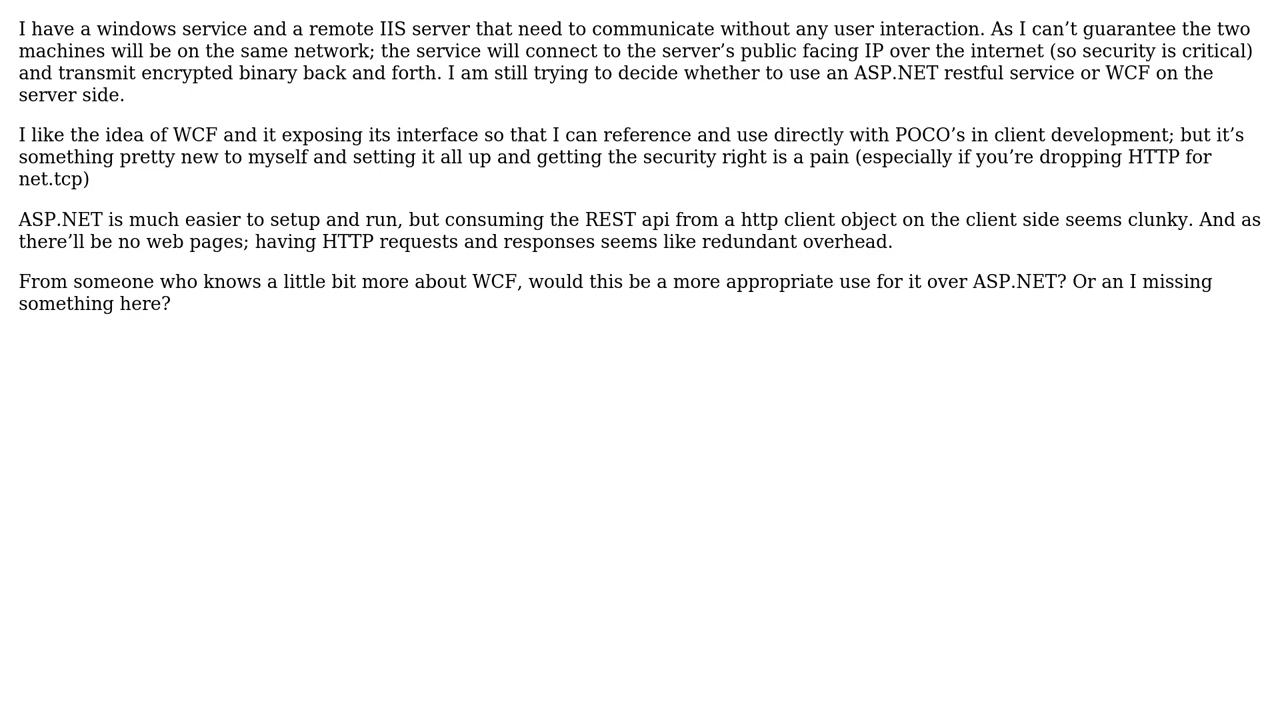 I have a windows service and a remote IIS server that need to communicate without any user interaction. As I can’t guarantee the two
machines will be on the same network; the service will connect to the server’s public facing IP over the internet (so security is critical)
and transmit encrypted binary back and forth. I am still trying to decide whether to use an ASP.NET restful service or WCF on the
server side.
I like the idea of WCF and it exposing its interface so that I can reference and use directly with POCO’s in client development; but it’s
something pretty new to myself and setting it all up and getting the security right is a pain (especially if you’re dropping HTTP for
net.tcp)
ASP.NET is much easier to setup and run, but consuming the REST api from a http client object on the client side seems clunky. And as
there’ll be no web pages; having HTTP requests and responses seems like redundant overhead.
From someone who knows a little bit more about WCF, would this be a more appropriate use for it over ASP.NET? Or an I missing
something here?